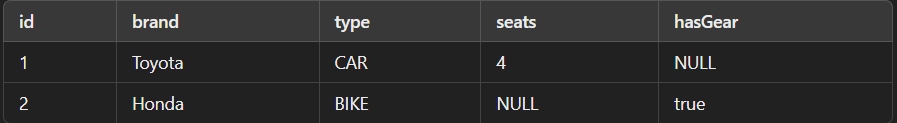 id brand type seats hasGear
1 Toyota CAR 4 NULL
2 Honda BIKE NULL true